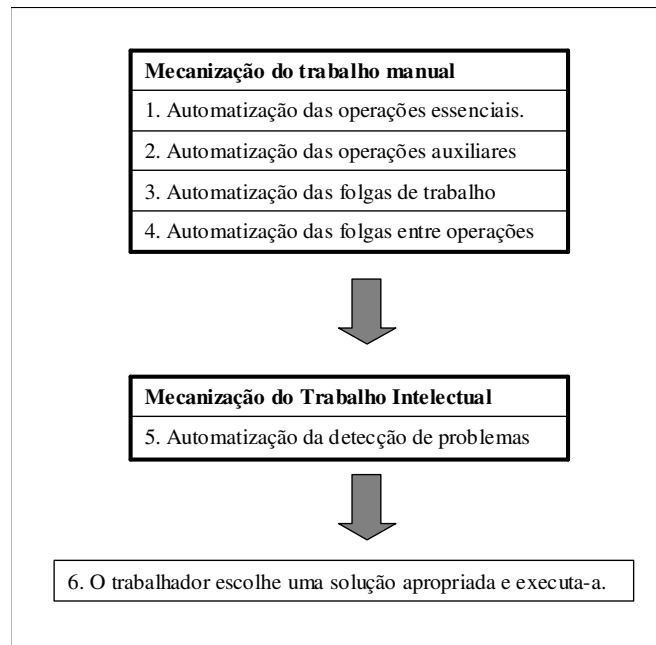 Mecanização do trabalho manual
1. Automatização das operações essenciais.
2. Automatização das operações auxiliares
3. Automatização das folgas de trabalho
4. Automatização das folgas entre operações
Mecanização do Trabalho Intelectual
5. Automatização da detecção de problemas
6. O trabalhador escolhe uma solução apropriada e executa-a.